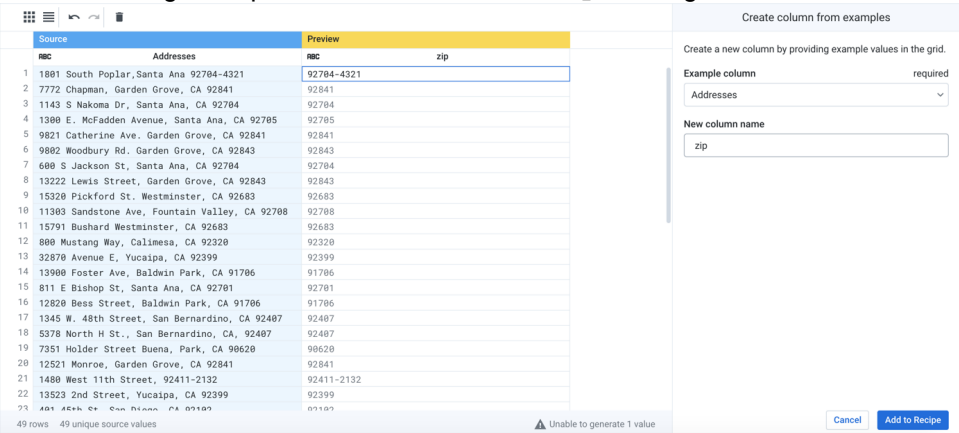 Create column from examples
Source
Preview
ABC Addresses
ABC zip
1 1801 South Poplar,Santa Ana 92704-4321 92704-4321
2 7772 Chapman, Garden Grove, CA 92841 92841
3 1143 S Nakoma Dr, Santa Ana, CA 92704 92704
4 1300 E. McFadden Avenue, Santa Ana, CA 92705 92705
5 9821 Catherine Ave. Garden Grove, CA 92841 92841
6 9802 Woodbury Rd. Garden Grove, CA 92843 92843
7 600 S Jackson St, Santa Ana, CA 92704 92704
8 13222 Lewis Street, Garden Grove, CA 92843 92843
9 15320 Pickford St. Westminster, CA 92683 92683
10 11303 Sandstone Ave, Fountain Valley, CA 92708 92708
11 15791 Bushard Westminster, CA 92683 92683
12 800 Mustang Way, Calimesa, CA 92320 92320
13 32870 Avenue E, Yucaipa, CA 92399 92399
14 13900 Foster Ave, Baldwin Park, CA 91706 91706
15 811 E Bishop St, Santa Ana, CA 92701 92701
16 12820 Bess Street, Baldwin Park, CA 91706 91706
17 1345 W. 48th Street, San Bernardino, CA 92407 92407
18 5378 North H St., San Bernardino, CA, 92407 92407
19 7351 Holder Street Buena, Park, CA 90620 90620
20 12521 Monroe, Garden Grove, CA 92841 92841
21 1480 West 11th Street, 92411-2132 92411-2132
22 13523 2nd Street, Yucaipa, CA 92399 92399
23 401 45th St, San Diego, CA 92102 92102
49 rows 49 unique source values
Unable to generate 1 value
Create a new column by providing example values in the grid.
Example column required
Addresses
New column name
zip
Cancel
Add to Recipe